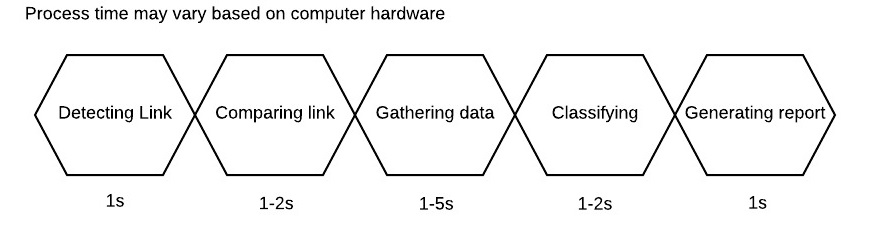 Process time may vary based on computer hardware
Detecting Link
Comparing link
Gathering data
Classifying
Generating report
1s
1-2s
1-5s
1-2s
1s